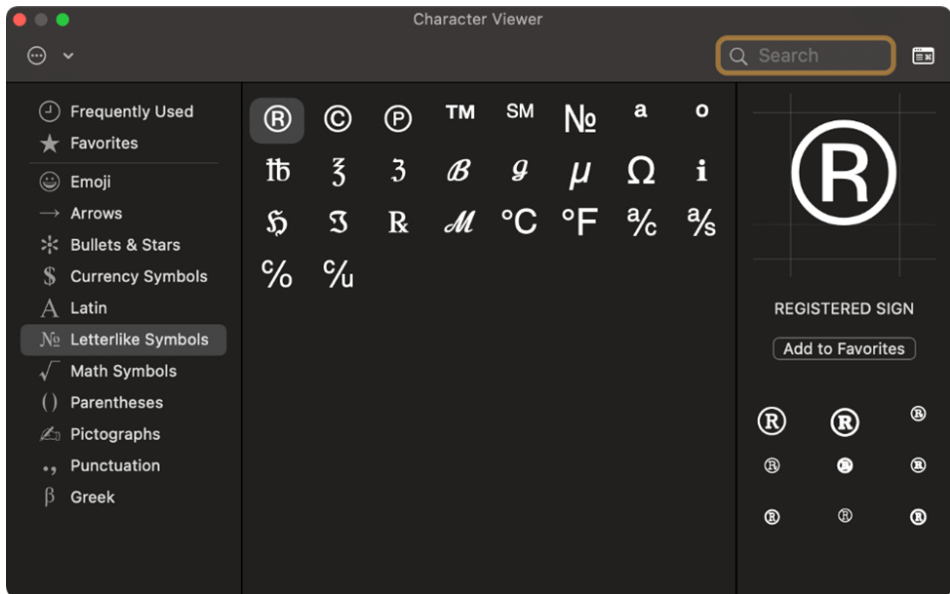 Character Viewer
Search
Frequently Used
Favorites
Emoji
Arrows
Bullets & Stars
$ Currency Symbols
A Latin
№ Letterlike Symbols
√ Math Symbols
( ) Parentheses
Pictographs
., Punctuation
β Greek
® © ℗ ™ ℠ № ª º
℔ ℥ ℨ ℬ ℊ µ Ω ℹ
ℌ ℑ ℞ ℳ ℃ ℉ ℀ ℁
℅ ℆
®
REGISTERED SIGN
Add to Favorites
® ® ®
® ® ®
® ® ®